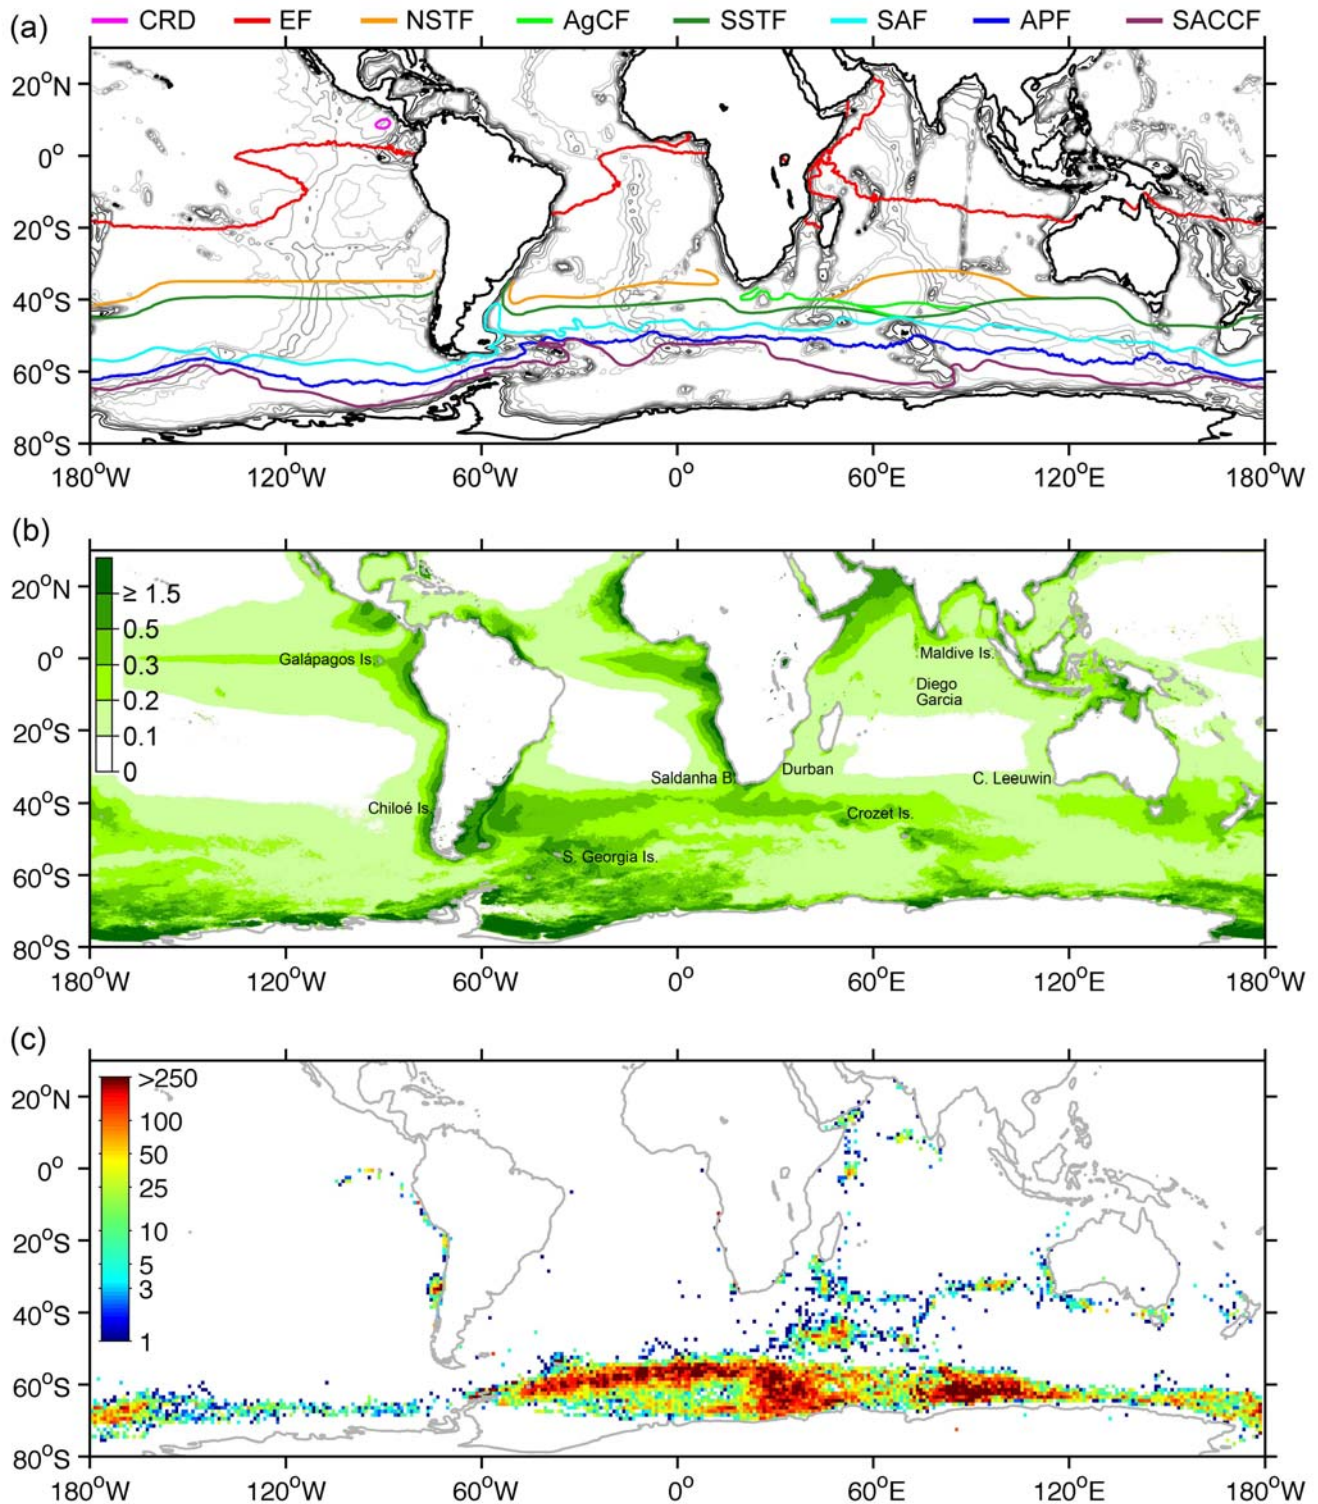 (a) CRD EF NSTF AgCF SSTF SAF APF SACCF
20°N
0°
20°S
40°S
60°S
80°S
180°W 120°W 60°W 0° 60°E 120°E 180°W
(b)
≥ 1.5
0.5
0.3
0.2
0.1
0
20°N
0°
20°S
40°S
60°S
80°S
Galápagos Is.
Maldive Is.
Diego
Garcia
Saldanha B.
Durban
C. Leeuwin
Chiloé Is.
Crozet Is.
S. Georgia Is.
180°W 120°W 60°W 0° 60°E 120°E 180°W
(c)
>250
100
50
25
10
5
3
1
20°N
0°
20°S
40°S
60°S
80°S
180°W 120°W 60°W 0° 60°E 120°E 180°W